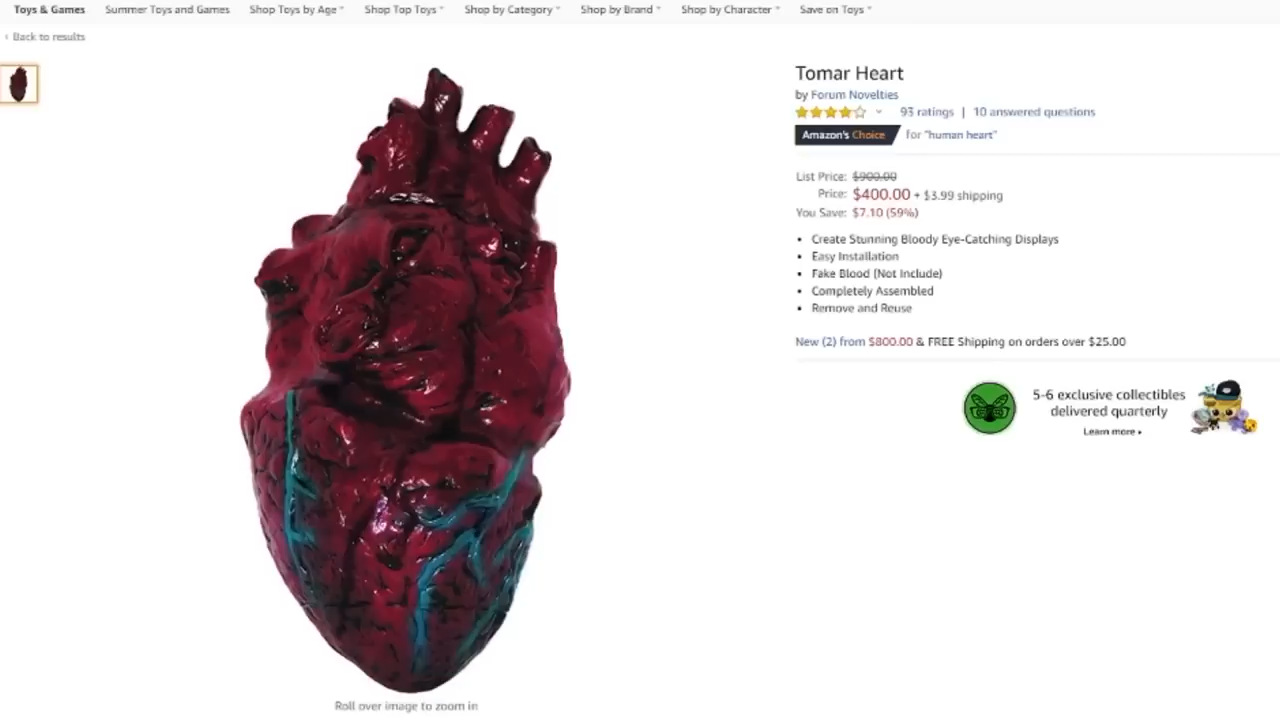 Toys & Games Summer Toys and Games Shop Toys by Age Shop Top Toys Shop by Category Shop by Brand Shop by Character Save on Toys
‹ Back to results
Tomar Heart
by Forum Novelties
93 ratings | 10 answered questions
Amazon's Choice for "human heart"
List Price: $900.00
Price: $400.00 + $3.99 shipping
You Save: $7.10 (59%)
• Create Stunning Bloody Eye-Catching Displays
• Easy Installation
• Fake Blood (Not Include)
• Completely Assembled
• Remove and Reuse
New (2) from $800.00 & FREE Shipping on orders over $25.00
5-6 exclusive collectibles
delivered quarterly
Learn more ▸
Roll over image to zoom in